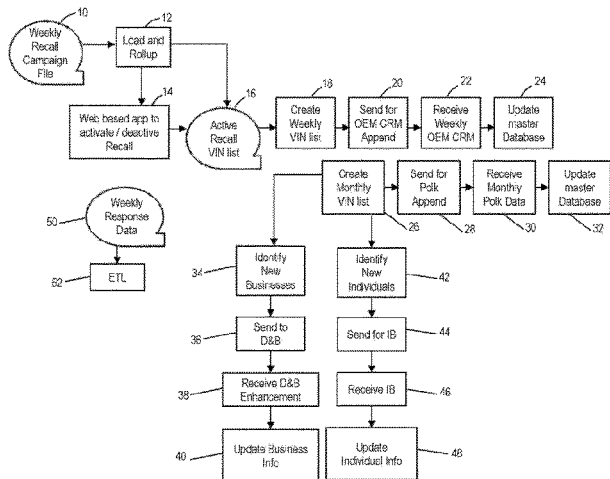 10
Weekly
Recall
Campaign
File
12
Load and
Rollup
14
Web based app to
activate / deactive
Recall
16
Active
Recall
VIN list
18
Create
Weekly
VIN list
20
Send for
OEM CRM
Append
22
Receive
Weekly
OEM CRM
24
Update
master
Database
Create
Monthly
VIN list
26
Send for
Polk
Append
28
Receive
Monthly
Polk Data
30
Update
master
Database
32
50
Weekly
Response
Data
52
ETL
34
Identify
New
Businesses
36
Send to
D&B
38
Receive D&B
Enhancement
40
Update Business
Info
42
Identify
New
Individuals
44
Send for IB
46
Receive IB
48
Update
Individual Info